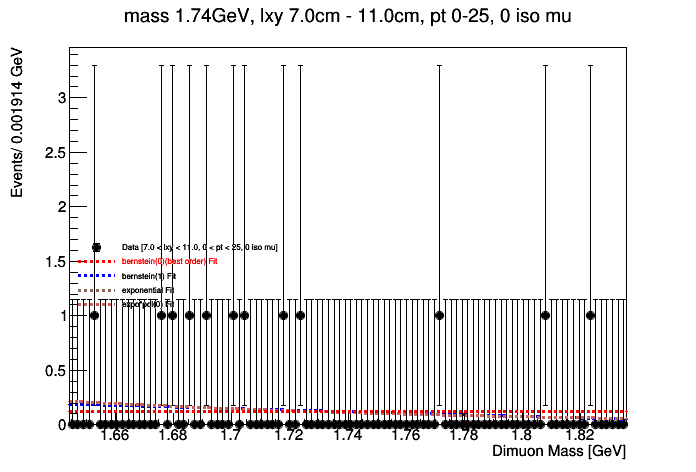 mass 1.74GeV, lxy 7.0cm - 11.0cm, pt 0-25, 0 iso mu
Events/ 0.001914 GeV
3
2.5
2
Data [7.0 < lxy < 11.0, 0 < pt < 25, 0 iso mu]
bernstein(0)(best order) Fit
1.5
bernstein(1) Fit
exponential Fit
Fit
1
0.5
0
1.66 1.68 1.7 1.72 1.74 1.76 1.78 1.8 1.82
Dimuon Mass [GeV]